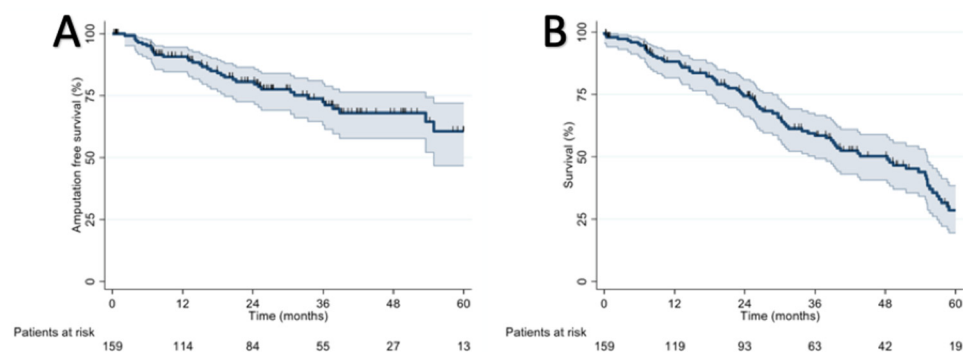 A
Amputation free survival (%)
100
75
50
25
0
0 12 24 36 48 60
Time (months)
Patients at risk
159 114 84 55 27 13
B
Survival (%)
100
75
50
25
0
0 12 24 36 48 60
Time (months)
Patients at risk
159 119 93 63 42 19